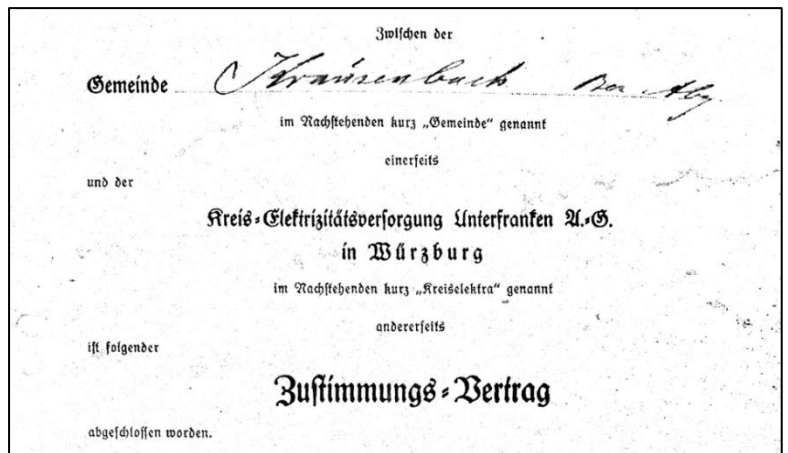 Zwischen der
Gemeinde Krausenbach
im Nachstehenden kurz „Gemeinde“ genannt
einerseits
und der
Kreis-Elektrizitätsversorgung Unterfranken A.-G.
in Würzburg
im Nachstehenden kurz „Kreiselektra“ genannt
andererseits
ist folgender
Zustimmungs-Vertrag
abgeschlossen worden.